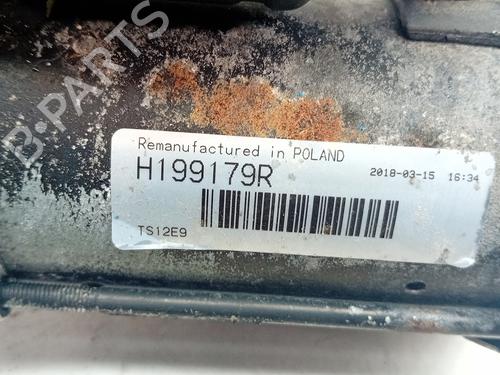 B-PARTS
Remanufactured in POLAND
H199179R
2018-03-15 16:34
TS12E9